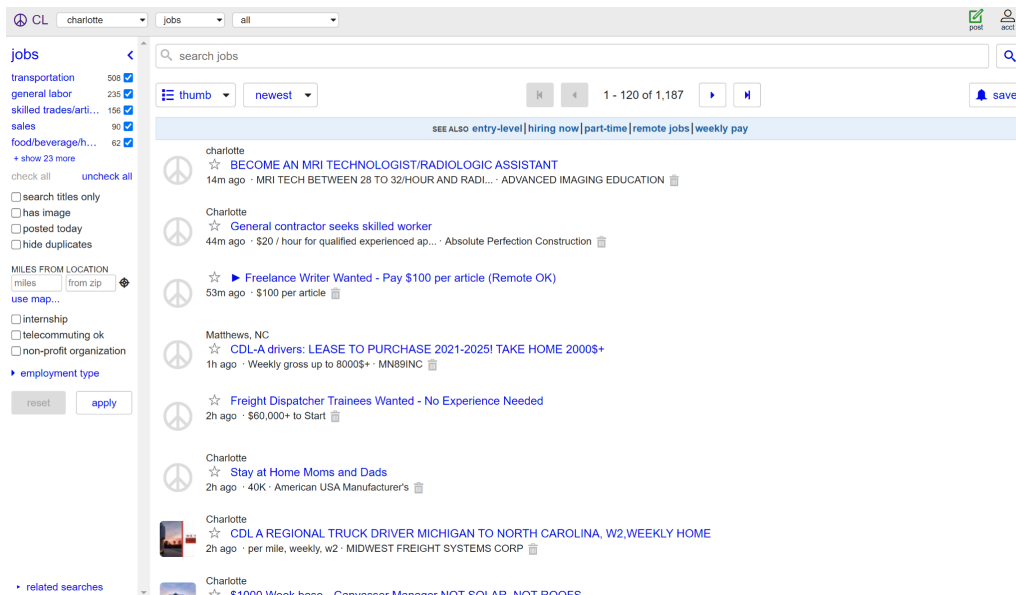 CL charlotte jobs all post acct
jobs
transportation 508
general labor 235
skilled trades/arti... 156
sales 90
food/beverage/h... 62
+ show 23 more
check all uncheck all
search titles only
has image
posted today
hide duplicates
MILES FROM LOCATION
miles from zip
use map...
internship
telecommuting ok
non-profit organization
employment type
reset apply
related searches
search jobs
thumb newest 1 - 120 of 1,187 save
SEE ALSO entry-level hiring now part-time remote jobs weekly pay
charlotte
BECOME AN MRI TECHNOLOGIST/RADIOLOGIC ASSISTANT
14m ago · MRI TECH BETWEEN 28 TO 32/HOUR AND RADI... · ADVANCED IMAGING EDUCATION
Charlotte
General contractor seeks skilled worker
44m ago · $20 / hour for qualified experienced ap... · Absolute Perfection Construction
► Freelance Writer Wanted - Pay $100 per article (Remote OK)
53m ago · $100 per article
Matthews, NC
CDL-A drivers: LEASE TO PURCHASE 2021-2025! TAKE HOME 2000$+
1h ago · Weekly gross up to 8000$+ · MN89INC
Freight Dispatcher Trainees Wanted - No Experience Needed
2h ago · $60,000+ to Start
Charlotte
Stay at Home Moms and Dads
2h ago · 40K · American USA Manufacturer's
Charlotte
CDL A REGIONAL TRUCK DRIVER MICHIGAN TO NORTH CAROLINA, W2,WEEKLY HOME
2h ago · per mile, weekly, w2 · MIDWEST FREIGHT SYSTEMS CORP
Charlotte
$1000 Week base - Canvasser Manager NOT SOLAR, NOT ROOFS